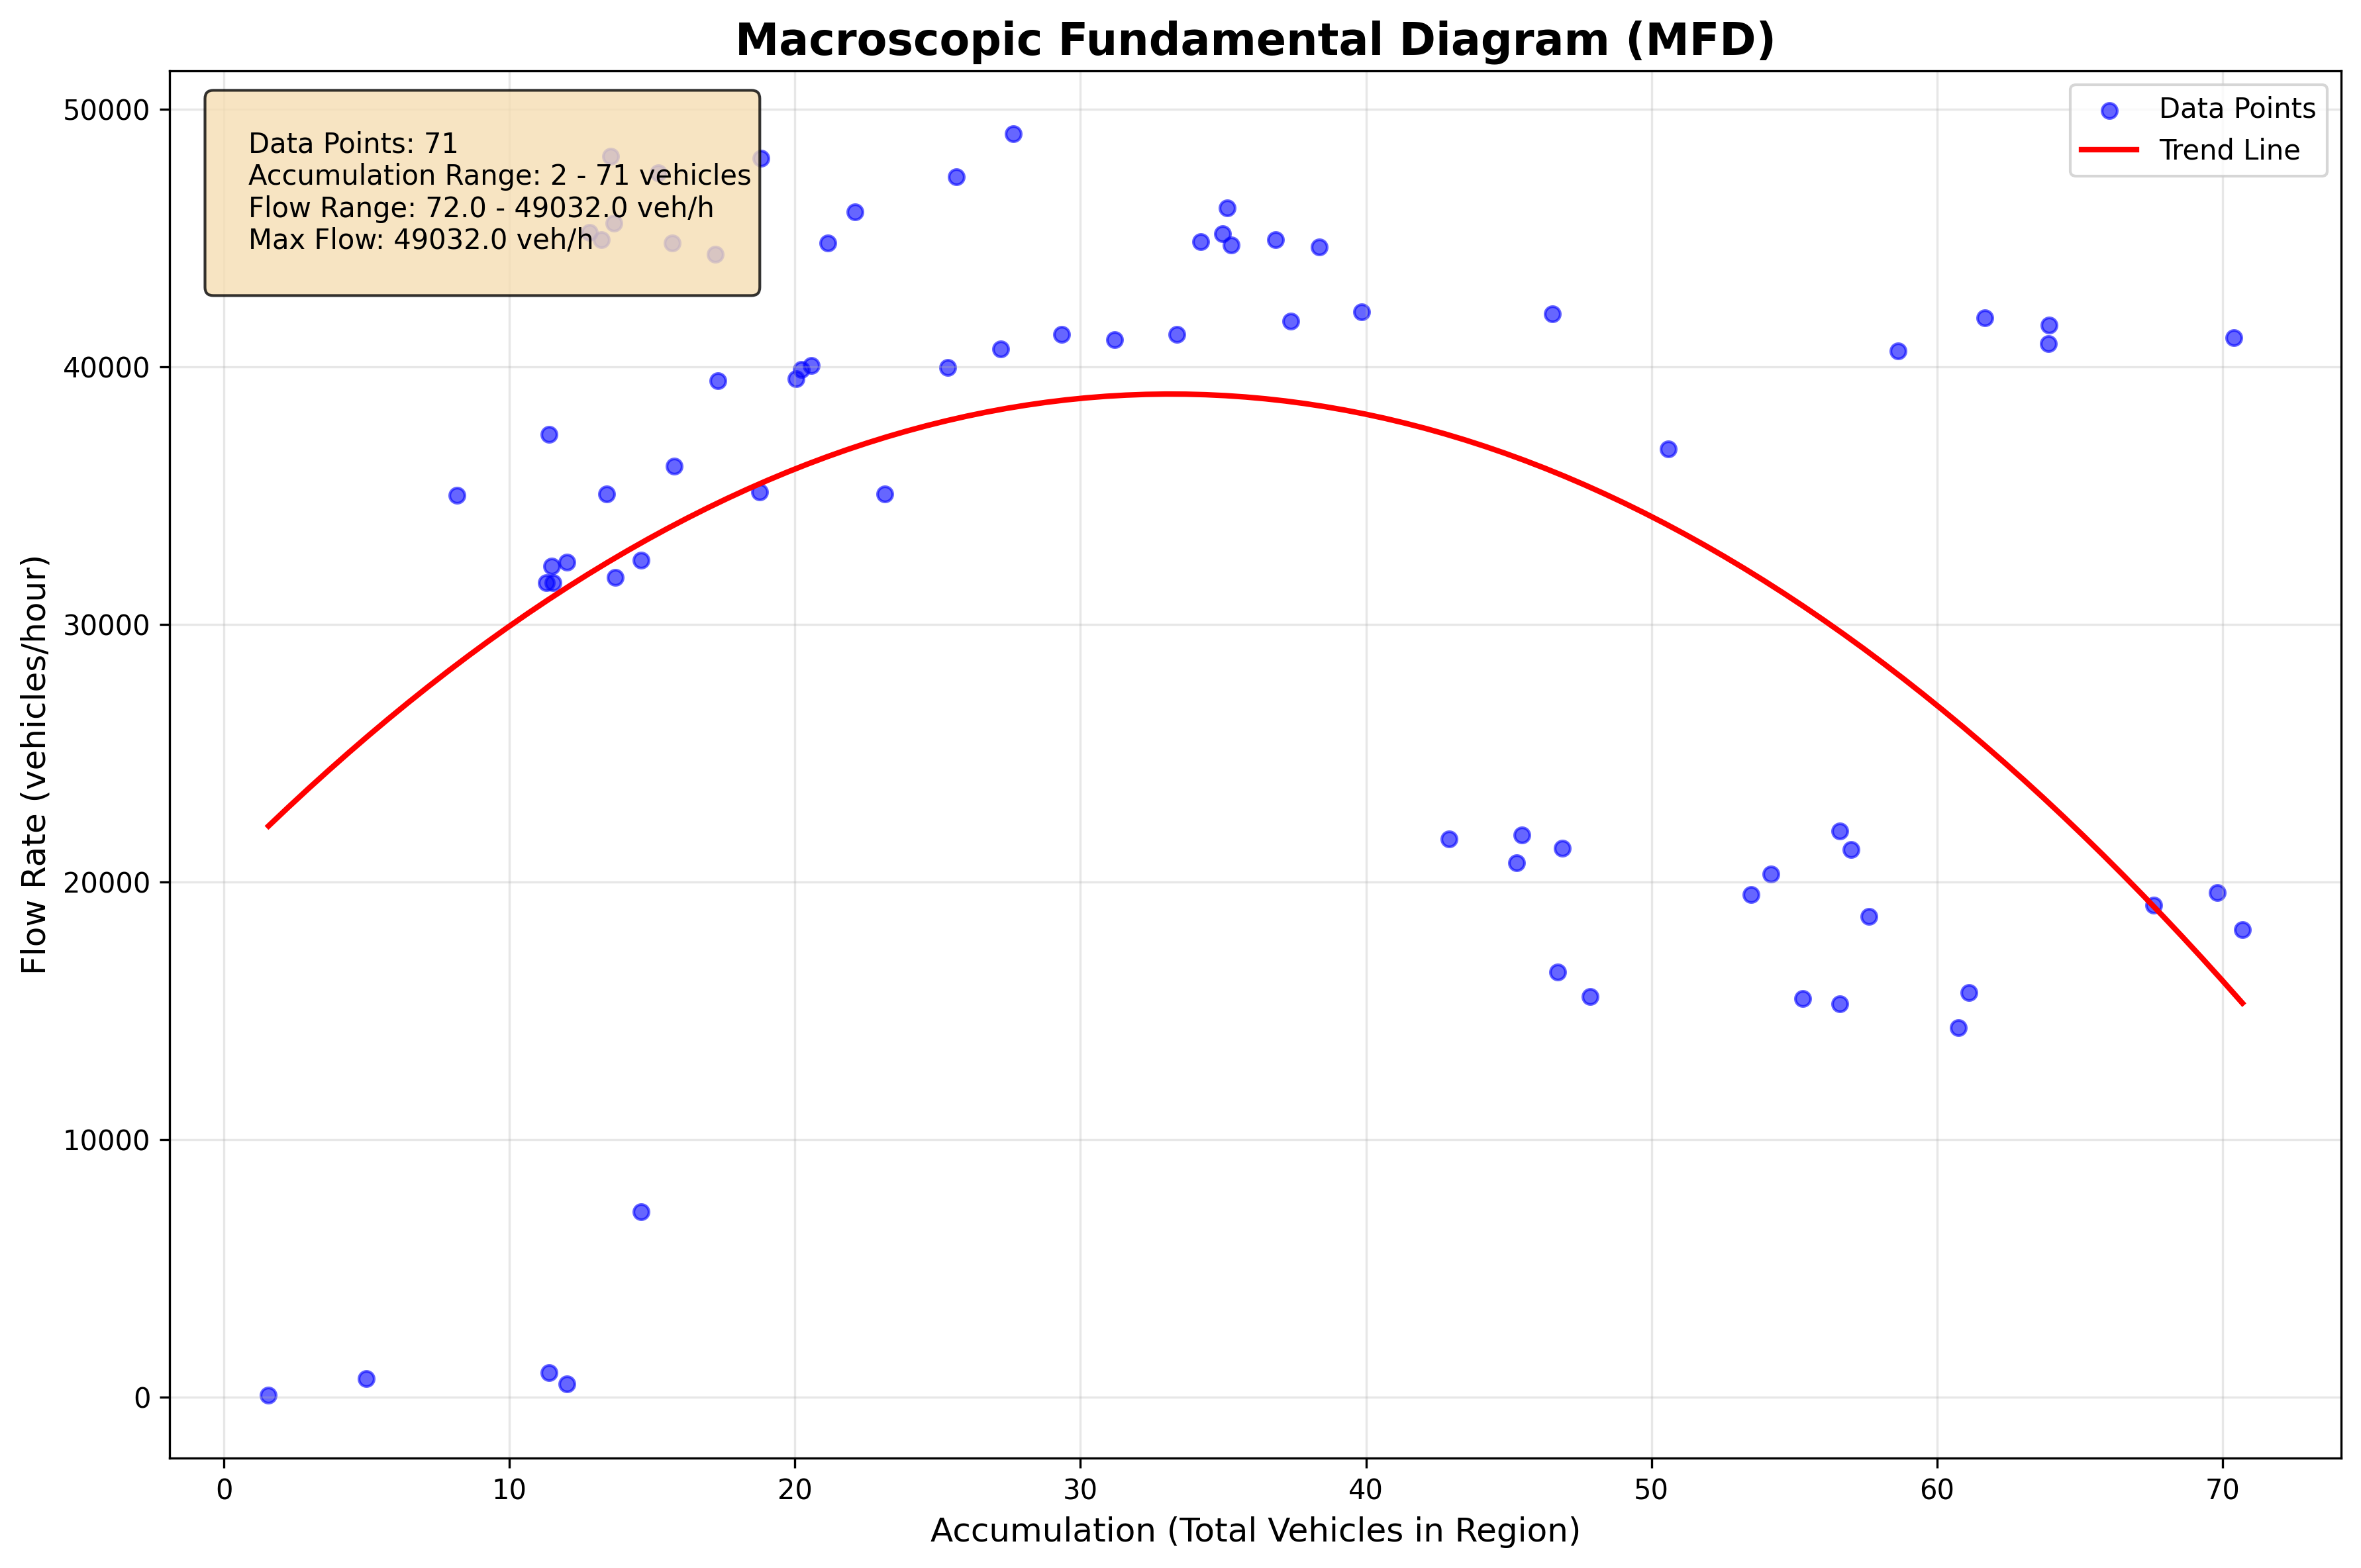 Macroscopic Fundamental Diagram (MFD)
Data Points: 71
Accumulation Range: 2 - 71 vehicles
Flow Range: 72.0 - 49032.0 veh/h
Max Flow: 49032.0 veh/h
Data Points
Trend Line
Flow Rate (vehicles/hour)
50000
40000
30000
20000
10000
0
0 10 20 30 40 50 60 70
Accumulation (Total Vehicles in Region)